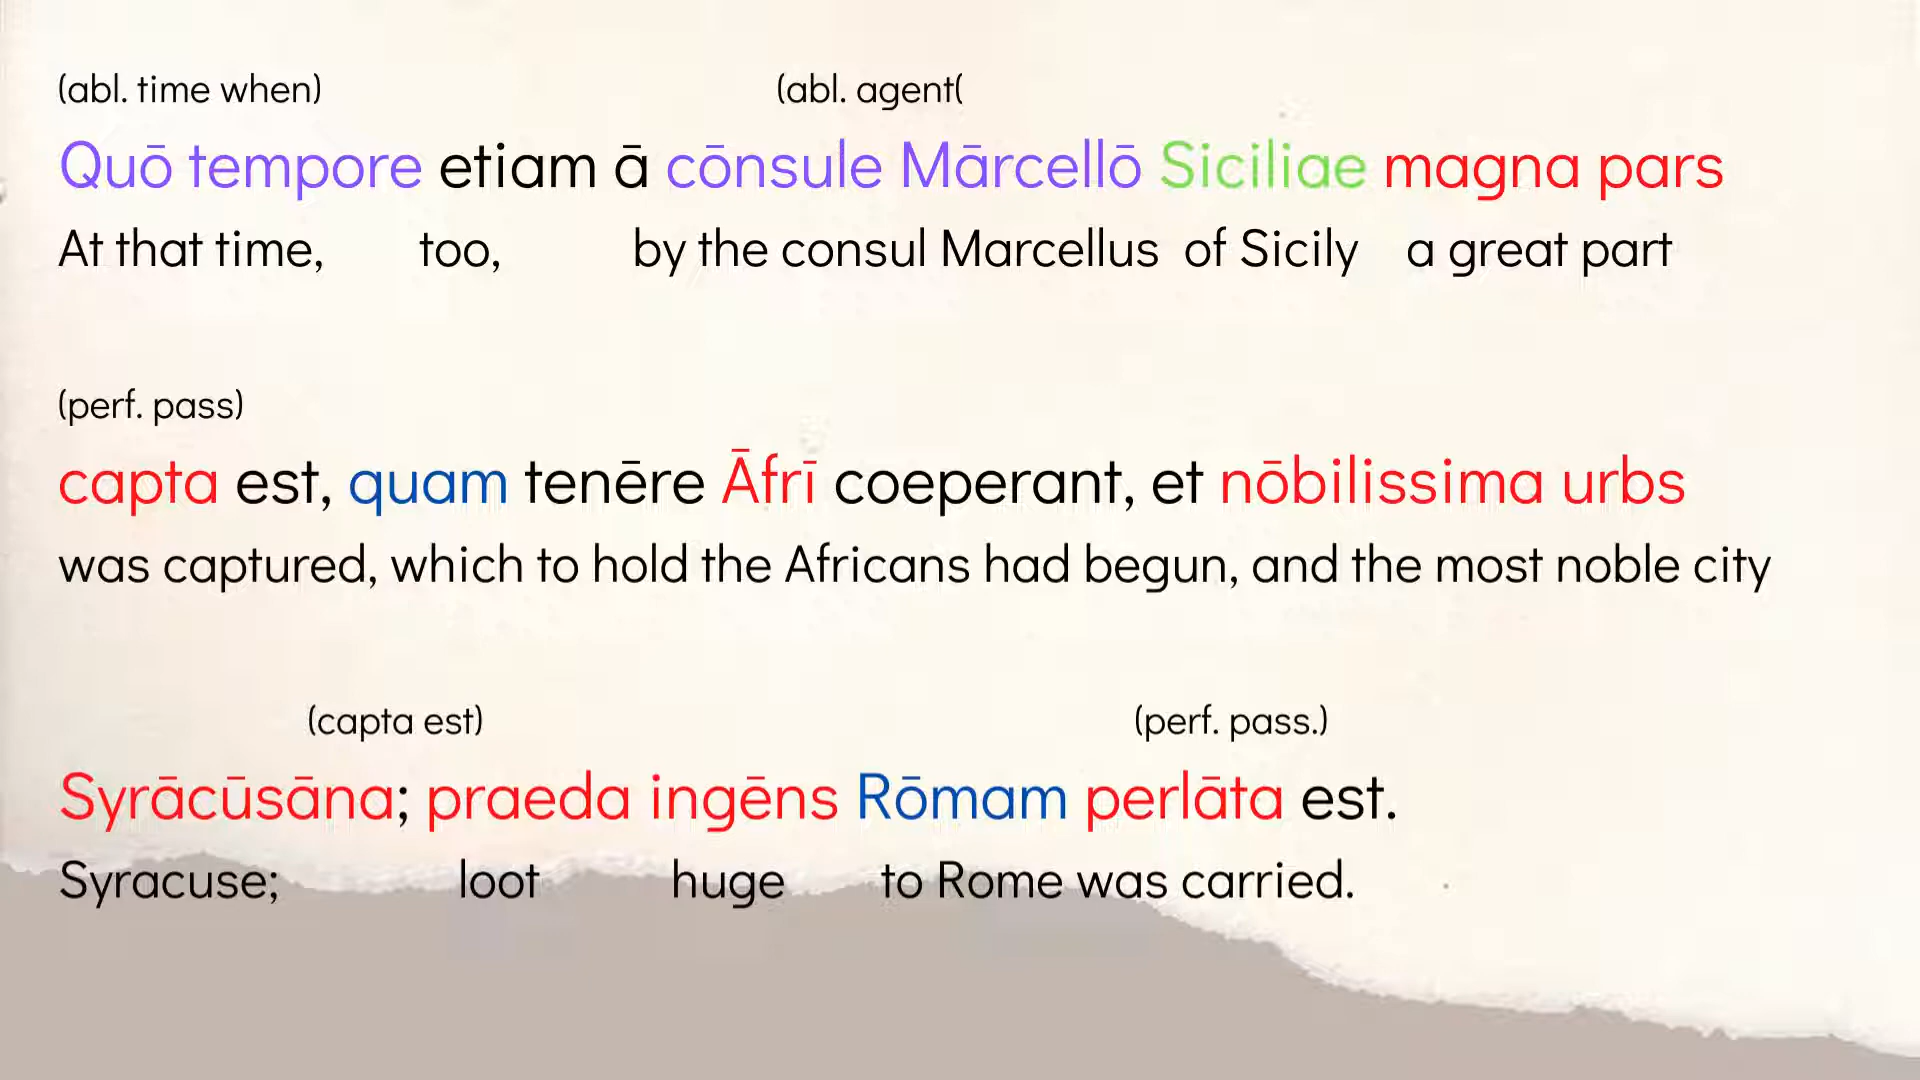 (abl. time when) (abl. agent(
Quō tempore etiam ā cōnsule Mārcellō Siciliae magna pars
At that time, too, by the consul Marcellus of Sicily a great part
(perf. pass)
capta est, quam tenēre Āfrī coeperant, et nōbilissima urbs
was captured, which to hold the Africans had begun, and the most noble city
(capta est) (perf. pass.)
Syrācūsāna; praeda ingēns Rōmam perlāta est.
Syracuse; loot huge to Rome was carried.